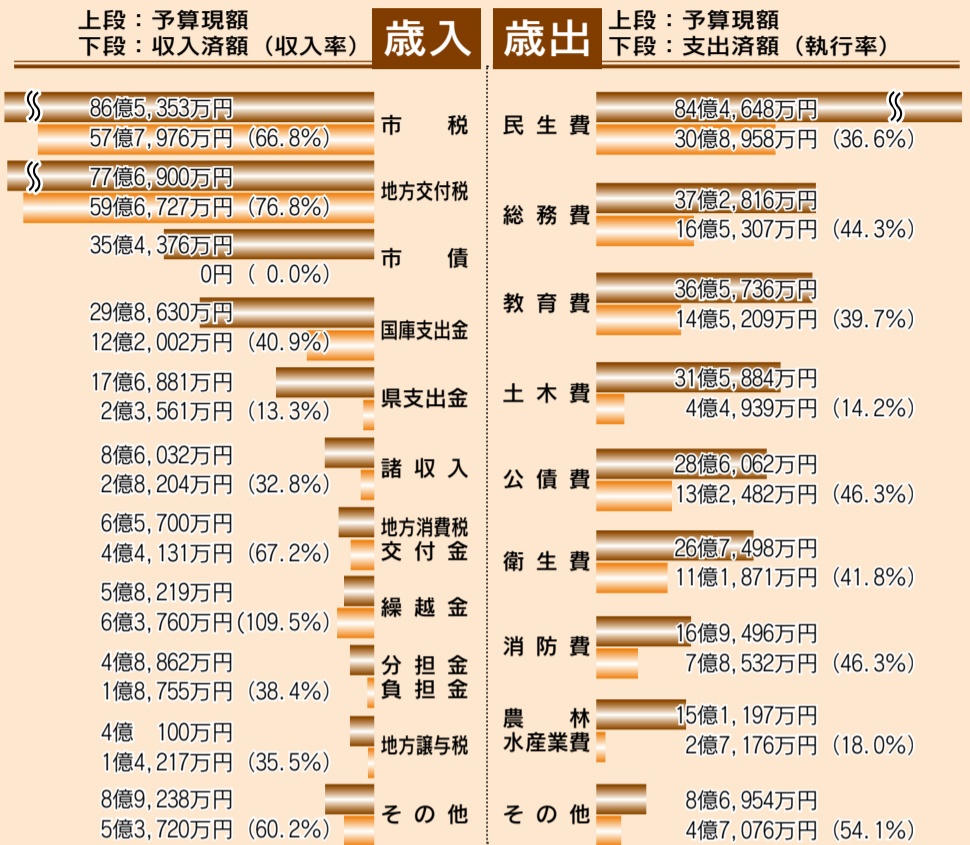 上段：予算現額
下段：収入済額（収入率）
歳入
86億5,353万円
57億7,976万円（66.8%）
市税
77億6,900万円
59億6,727万円（76.8%）
地方交付税
35億4,376万円
0円（ 0.0%）
市債
29億8,630万円
12億2,002万円（40.9%）
国庫支出金
17億6,881万円
2億3,561万円（13.3%）
県支出金
8億6,032万円
2億8,204万円（32.8%）
諸収入
6億5,700万円
4億4,131万円（67.2%）
地方消費税
交付金
5億8,219万円
6億3,760万円(109.5%）
繰越金
4億8,862万円
1億8,755万円（38.4%）
分担金
負担金
4億　100万円
1億4,217万円（35.5%）
地方譲与税
8億9,238万円
5億3,720万円（60.2%）
その他
歳出
上段：予算現額
下段：支出済額（執行率）
民生費
84億4,648万円
30億8,958万円（36.6%）
総務費
37億2,816万円
16億5,307万円（44.3%）
教育費
36億5,736万円
14億5,209万円（39.7%）
土木費
31億5,884万円
4億4,939万円（14.2%）
公債費
28億6,062万円
13億2,482万円（46.3%）
衛生費
26億7,498万円
11億1,871万円（41.8%）
消防費
16億9,496万円
7億8,532万円（46.3%）
農林
水産業費
15億1,197万円
2億7,176万円（18.0%）
その他
8億6,954万円
4億7,076万円（54.1%）